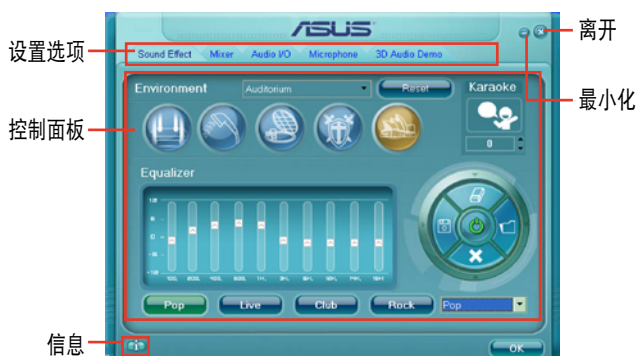 ASUS
离开
设置选项
Sound Effect Mixer Audio I/O Microphone 3D Audio Demo
最小化
Environment Auditorium Reset Karaoke
控制面板
0
Equalizer
Pop Live Club Rock Pop
信息
OK